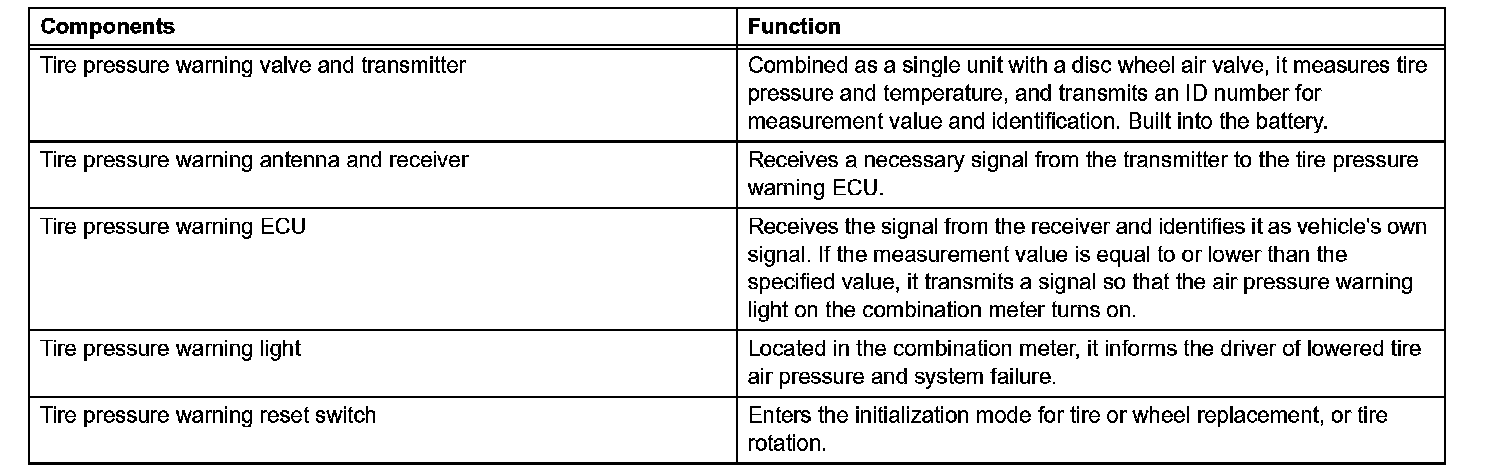 Components
Function
Tire pressure warning valve and transmitter
Combined as a single unit with a disc wheel air valve, it measures tire
pressure and temperature, and transmits an ID number for
measurement value and identification. Built into the battery.
Tire pressure warning antenna and receiver
Receives a necessary signal from the transmitter to the tire pressure
warning ECU.
Tire pressure warning ECU
Receives the signal from the receiver and identifies it as vehicle's own
signal. If the measurement value is equal to or lower than the
specified value, it transmits a signal so that the air pressure warning
light on the combination meter turns on.
Tire pressure warning light
Located in the combination meter, it informs the driver of lowered tire
air pressure and system failure.
Tire pressure warning reset switch
Enters the initialization mode for tire or wheel replacement, or tire
rotation.